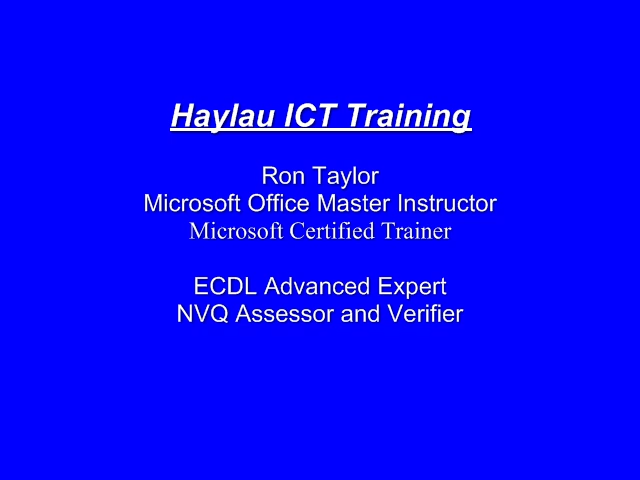 Haylau ICT Training
Ron Taylor
Microsoft Office Master Instructor
Microsoft Certified Trainer
ECDL Advanced Expert
NVQ Assessor and Verifier